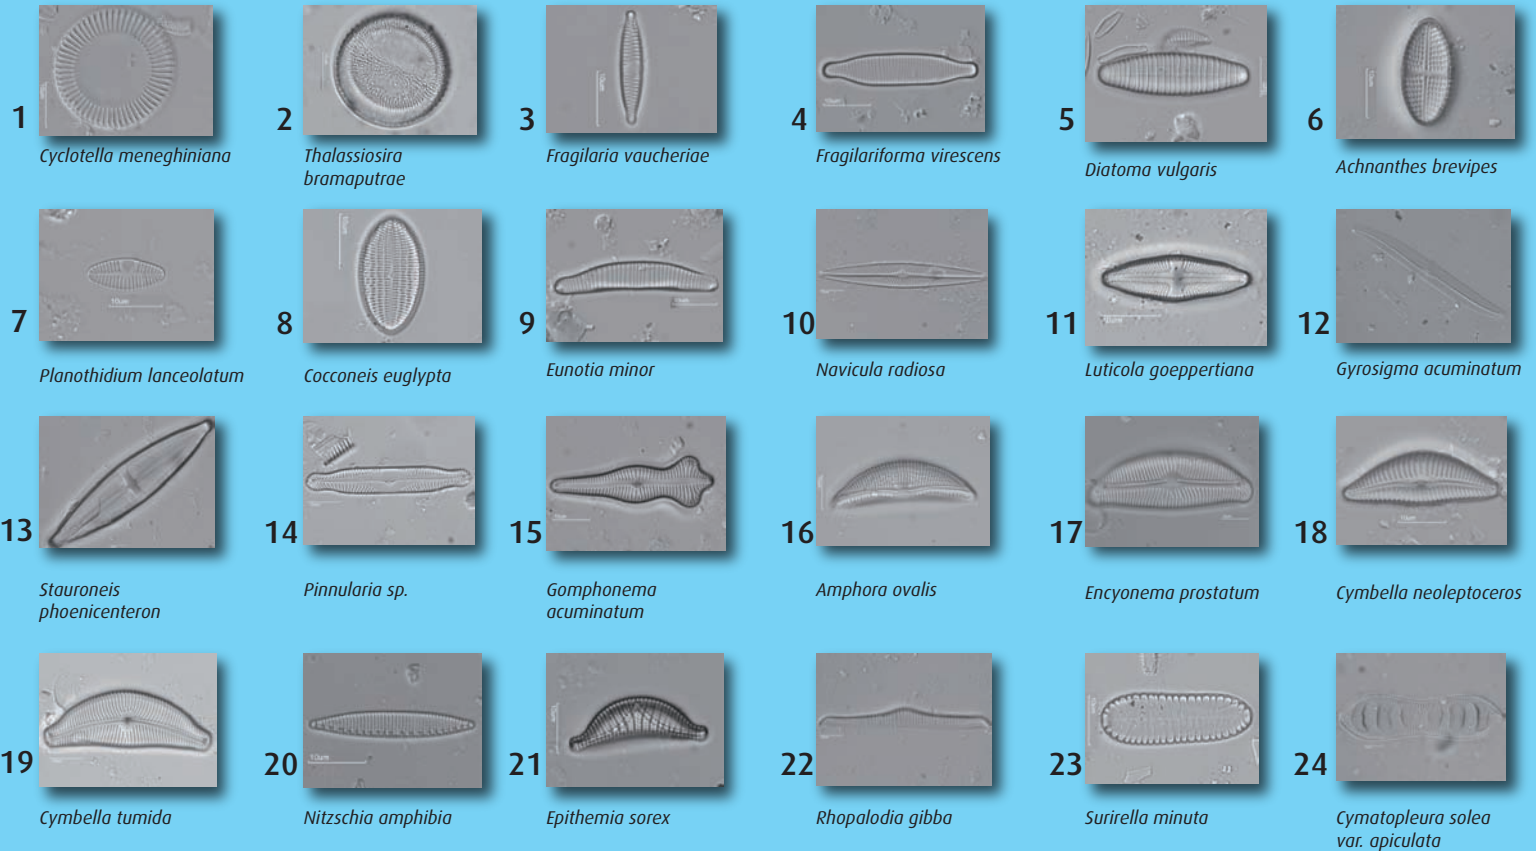 1
Cyclotella meneghiniana
2
Thalassiosira
bramaputrae
3
Fragilaria vaucheriae
4
Fragilariforma virescens
5
Diatoma vulgaris
6
Achnanthes brevipes
7
10um
Planothidium lanceolatum
8
Cocconeis euglypta
9
Eunotia minor
10
Navicula radiosa
11
Luticola goeppertiana
12
Gyrosigma acuminatum
13
Stauroneis
phoenicenteron
14
Pinnularia sp.
15
Gomphonema
acuminatum
16
Amphora ovalis
17
Encyonema prostatum
18
Cymbella neoleptoceros
19
Cymbella tumida
20
10um
Nitzschia amphibia
21
Epithemia sorex
22
Rhopalodia gibba
23
Surirella minuta
24
Cymatopleura solea
var. apiculata